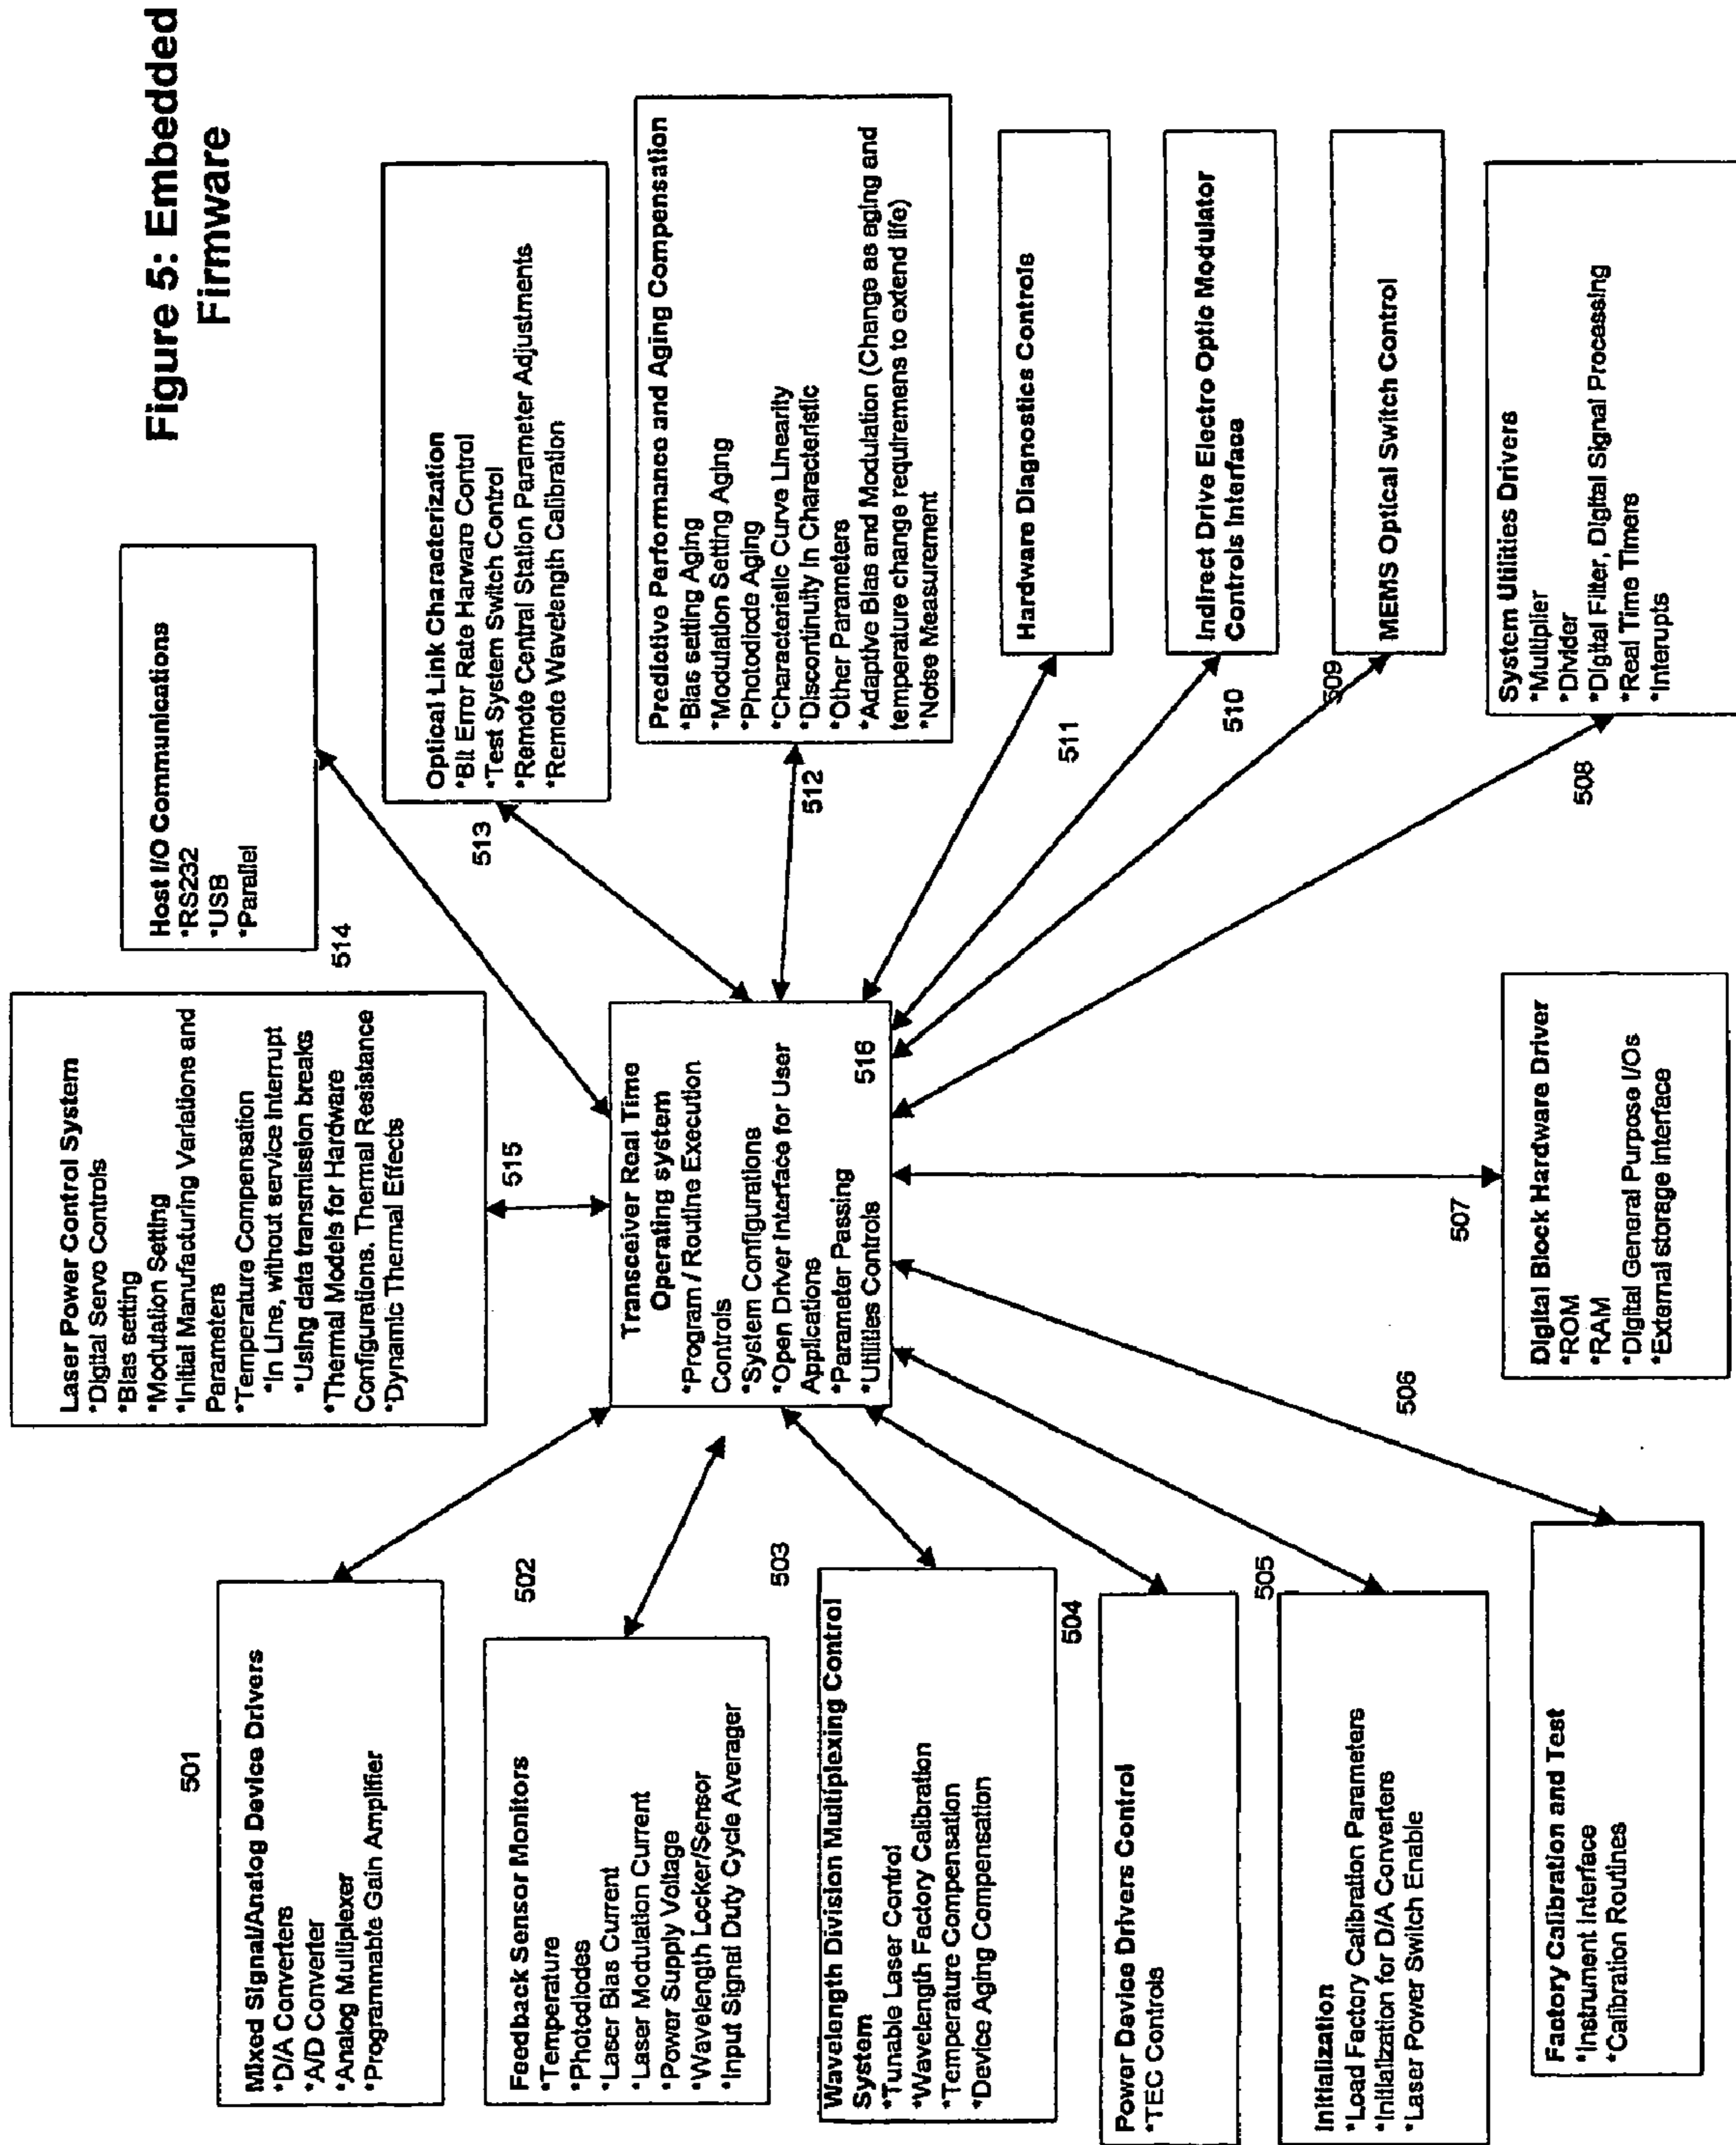 Figure 5: Embedded
Firmware
501
Mixed Signal/Analog Device Drivers
*D/A Converters
*A/D Converter
*Analog Multiplexer
*Programmable Gain Amplifier
502
Feedback Sensor Monitors
*Temperature
*Photodiodes
*Laser Bias Current
*Laser Modulation Current
*Power Supply Voltage
*Wavelength Locker/Sensor
*Input Signal Duty Cycle Averager
503
Wavelength Division Multiplexing Control
System
*Tunable Laser Control
*Wavelength Factory Calibration
*Temperature Compensation
*Device Aging Compensation
504
Power Device Drivers Control
*TEC Controls
505
Initialization
*Load Factory Calibration Parameters
*Initialization for D/A Converters
*Laser Power Switch Enable
506
Factory Calibration and Test
*Instrument Interface
*Calibration Routines
Laser Power Control System
*Digital Servo Controls
*Bias setting
*Modulation Setting
*Initial Manufacturing Variations and
Parameters
*Temperature Compensation
*In Line, without service interrupt
*Using data transmission breaks
*Thermal Models for Hardware
Configurations. Thermal Resistance
*Dynamic Thermal Effects
515
Transceiver Real Time
Operating system
*Program / Routine Execution
Controls
*System Configurations
*Open Driver Interface for User
Applications
*Parameter Passing
*Utilities Controls
516
507
Digital Block Hardware Driver
*ROM
*RAM
*Digital General Purpose I/Os
*External storage Interface
Host I/O Communications
*RS232
*USB
*Parallel
514
Optical Link Characterization
*Bit Error Rate Harware Control
*Test System Switch Control
*Remote Central Station Parameter Adjustments
*Remote Wavelength Calibration
513
Predictive Performance and Aging Compensation
*Bias setting Aging
*Modulation Setting Aging
*Photodiode Aging
*Characteristic Curve Linearity
*Discontinuity In Characteristic
*Other Parameters
*Adaptive Bias and Modulation (Change as aging and
temperature change requiremens to extend life)
*Noise Measurement
512
Hardware Diagnostics Controls
511
Indirect Drive Electro Optic Modulator
Controls Interface
510
MEMS Optical Switch Control
509
System Utilities Drivers
*Multiplier
*Divider
*Digital Filter, Digital Signal Processing
*Real Time Timers
*Interupts
508